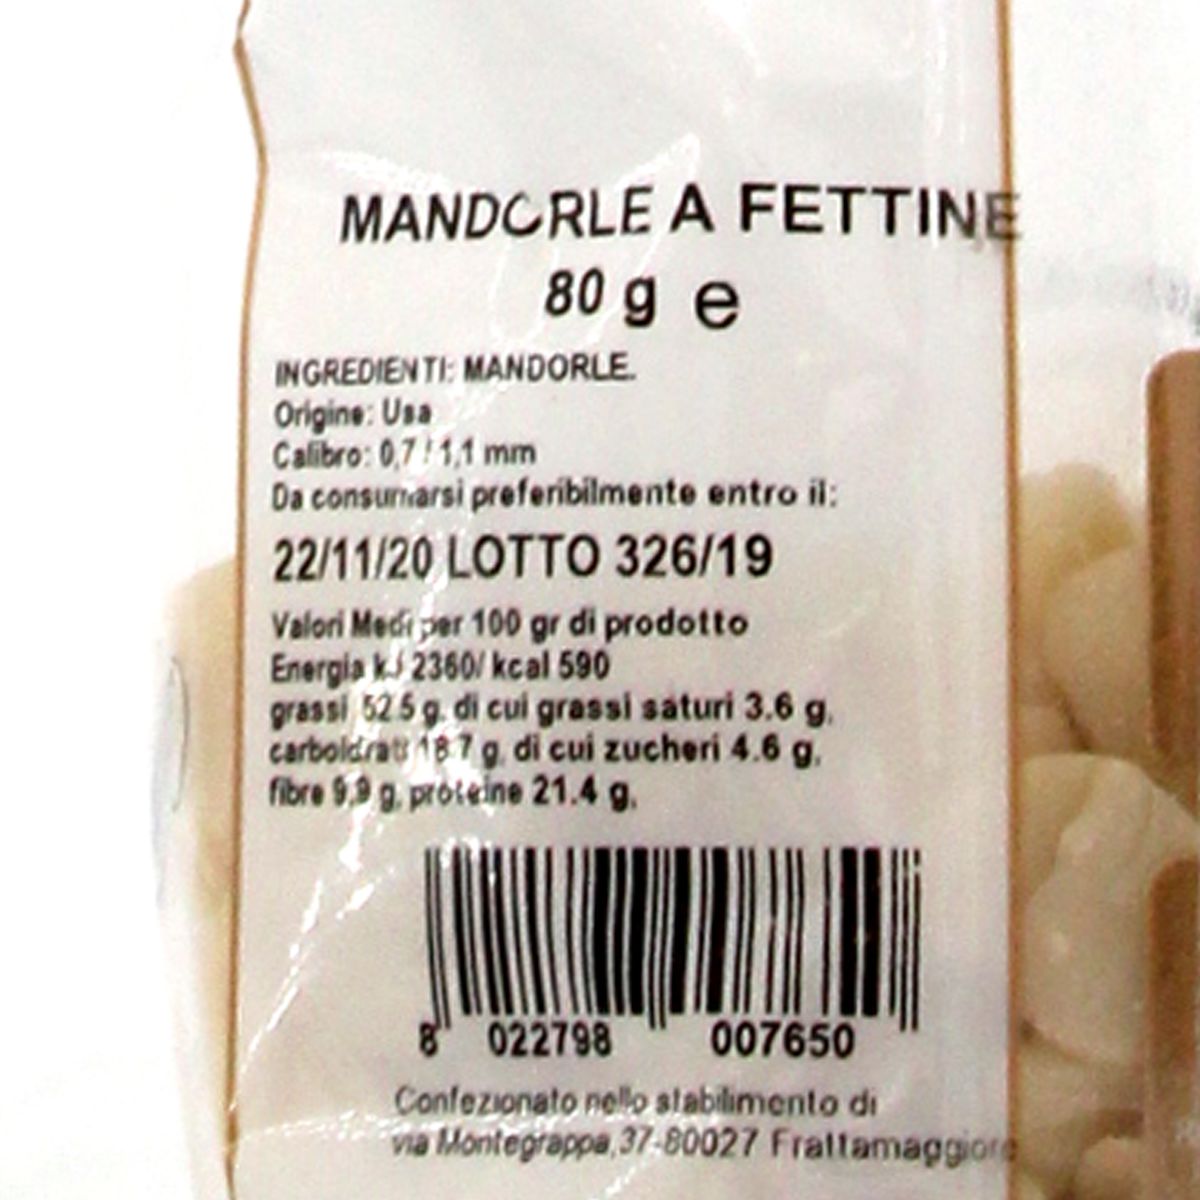 MANDORLE A FETTINE
80 g e
INGREDIENTI: MANDORLE.
Origine: Usa
Calibro: 0,7 / 1,1 mm
Da consumarsi preferibilmente entro il:
22/11/20 LOTTO 326/19
Valori Medi per 100 gr di prodotto
Energia kJ 2360/ kcal 590
grassi 52.5 g, di cui grassi saturi 3.6 g,
carboidrati 18.7 g, di cui zucheri 4.6 g,
fibre 9,9 g, proteine 21.4 g,
8 022798 007650
Confezionato nello stabilimento di
via Montegrappa,37-80027 Frattamaggiore